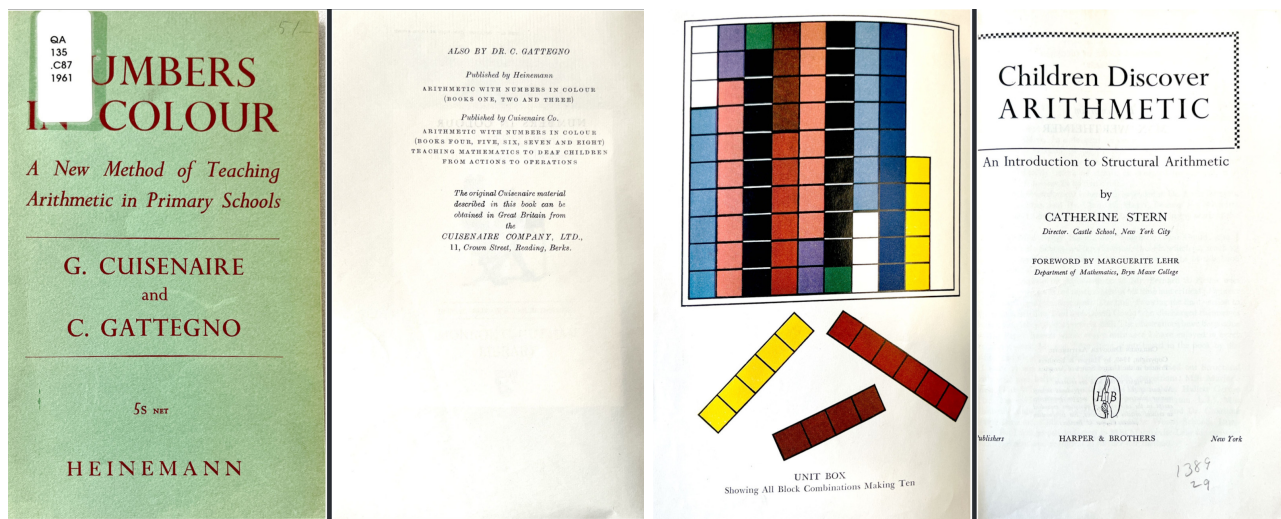 5/-
QA
135
.C87
1961
UMBERS
IN COLOUR
A New Method of Teaching
Arithmetic in Primary Schools
G. CUISENAIRE
and
C. GATTEGNO
5s NET
HEINEMANN
ALSO BY DR. C. GATTEGNO
Published by Heinemann
ARITHMETIC WITH NUMBERS IN COLOUR
(BOOKS ONE, TWO AND THREE)
Published by Cuisenaire Co.
ARITHMETIC WITH NUMBERS IN COLOUR
(BOOKS FOUR, FIVE, SIX, SEVEN AND EIGHT)
TEACHING MATHEMATICS TO DEAF CHILDREN
FROM ACTIONS TO OPERATIONS
The original Cuisenaire material
described in this book can be
obtained in Great Britain from
the
CUISENAIRE COMPANY, LTD.,
11, Crown Street, Reading, Berks.
UNIT BOX
Showing All Block Combinations Making Ten
Children Discover
ARITHMETIC
An Introduction to Structural Arithmetic
by
CATHERINE STERN
Director. Castle School, New York City
FOREWORD BY MARGUERITE LEHR
Department of Mathematics, Bryn Mawr College
H B
ublishers HARPER & BROTHERS New York
1389
29